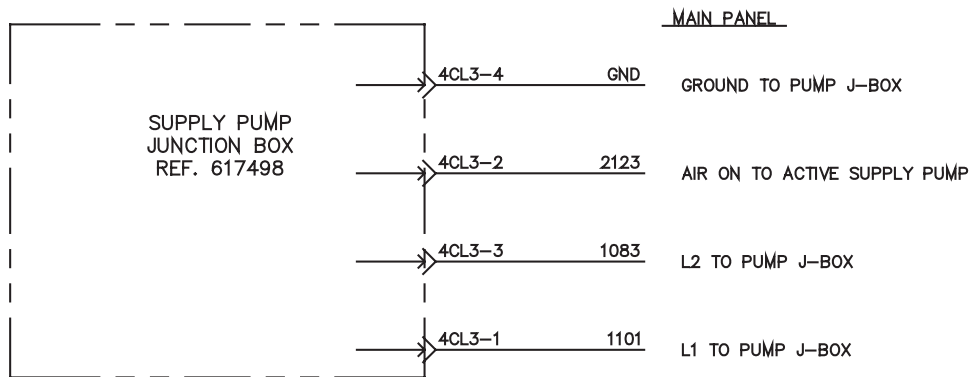 MAIN PANEL
4CL3-4 GND GROUND TO PUMP J-BOX
SUPPLY PUMP
JUNCTION BOX
REF. 617498
4CL3-2 2123 AIR ON TO ACTIVE SUPPLY PUMP
4CL3-3 1083 L2 TO PUMP J-BOX
4CL3-1 1101 L1 TO PUMP J-BOX